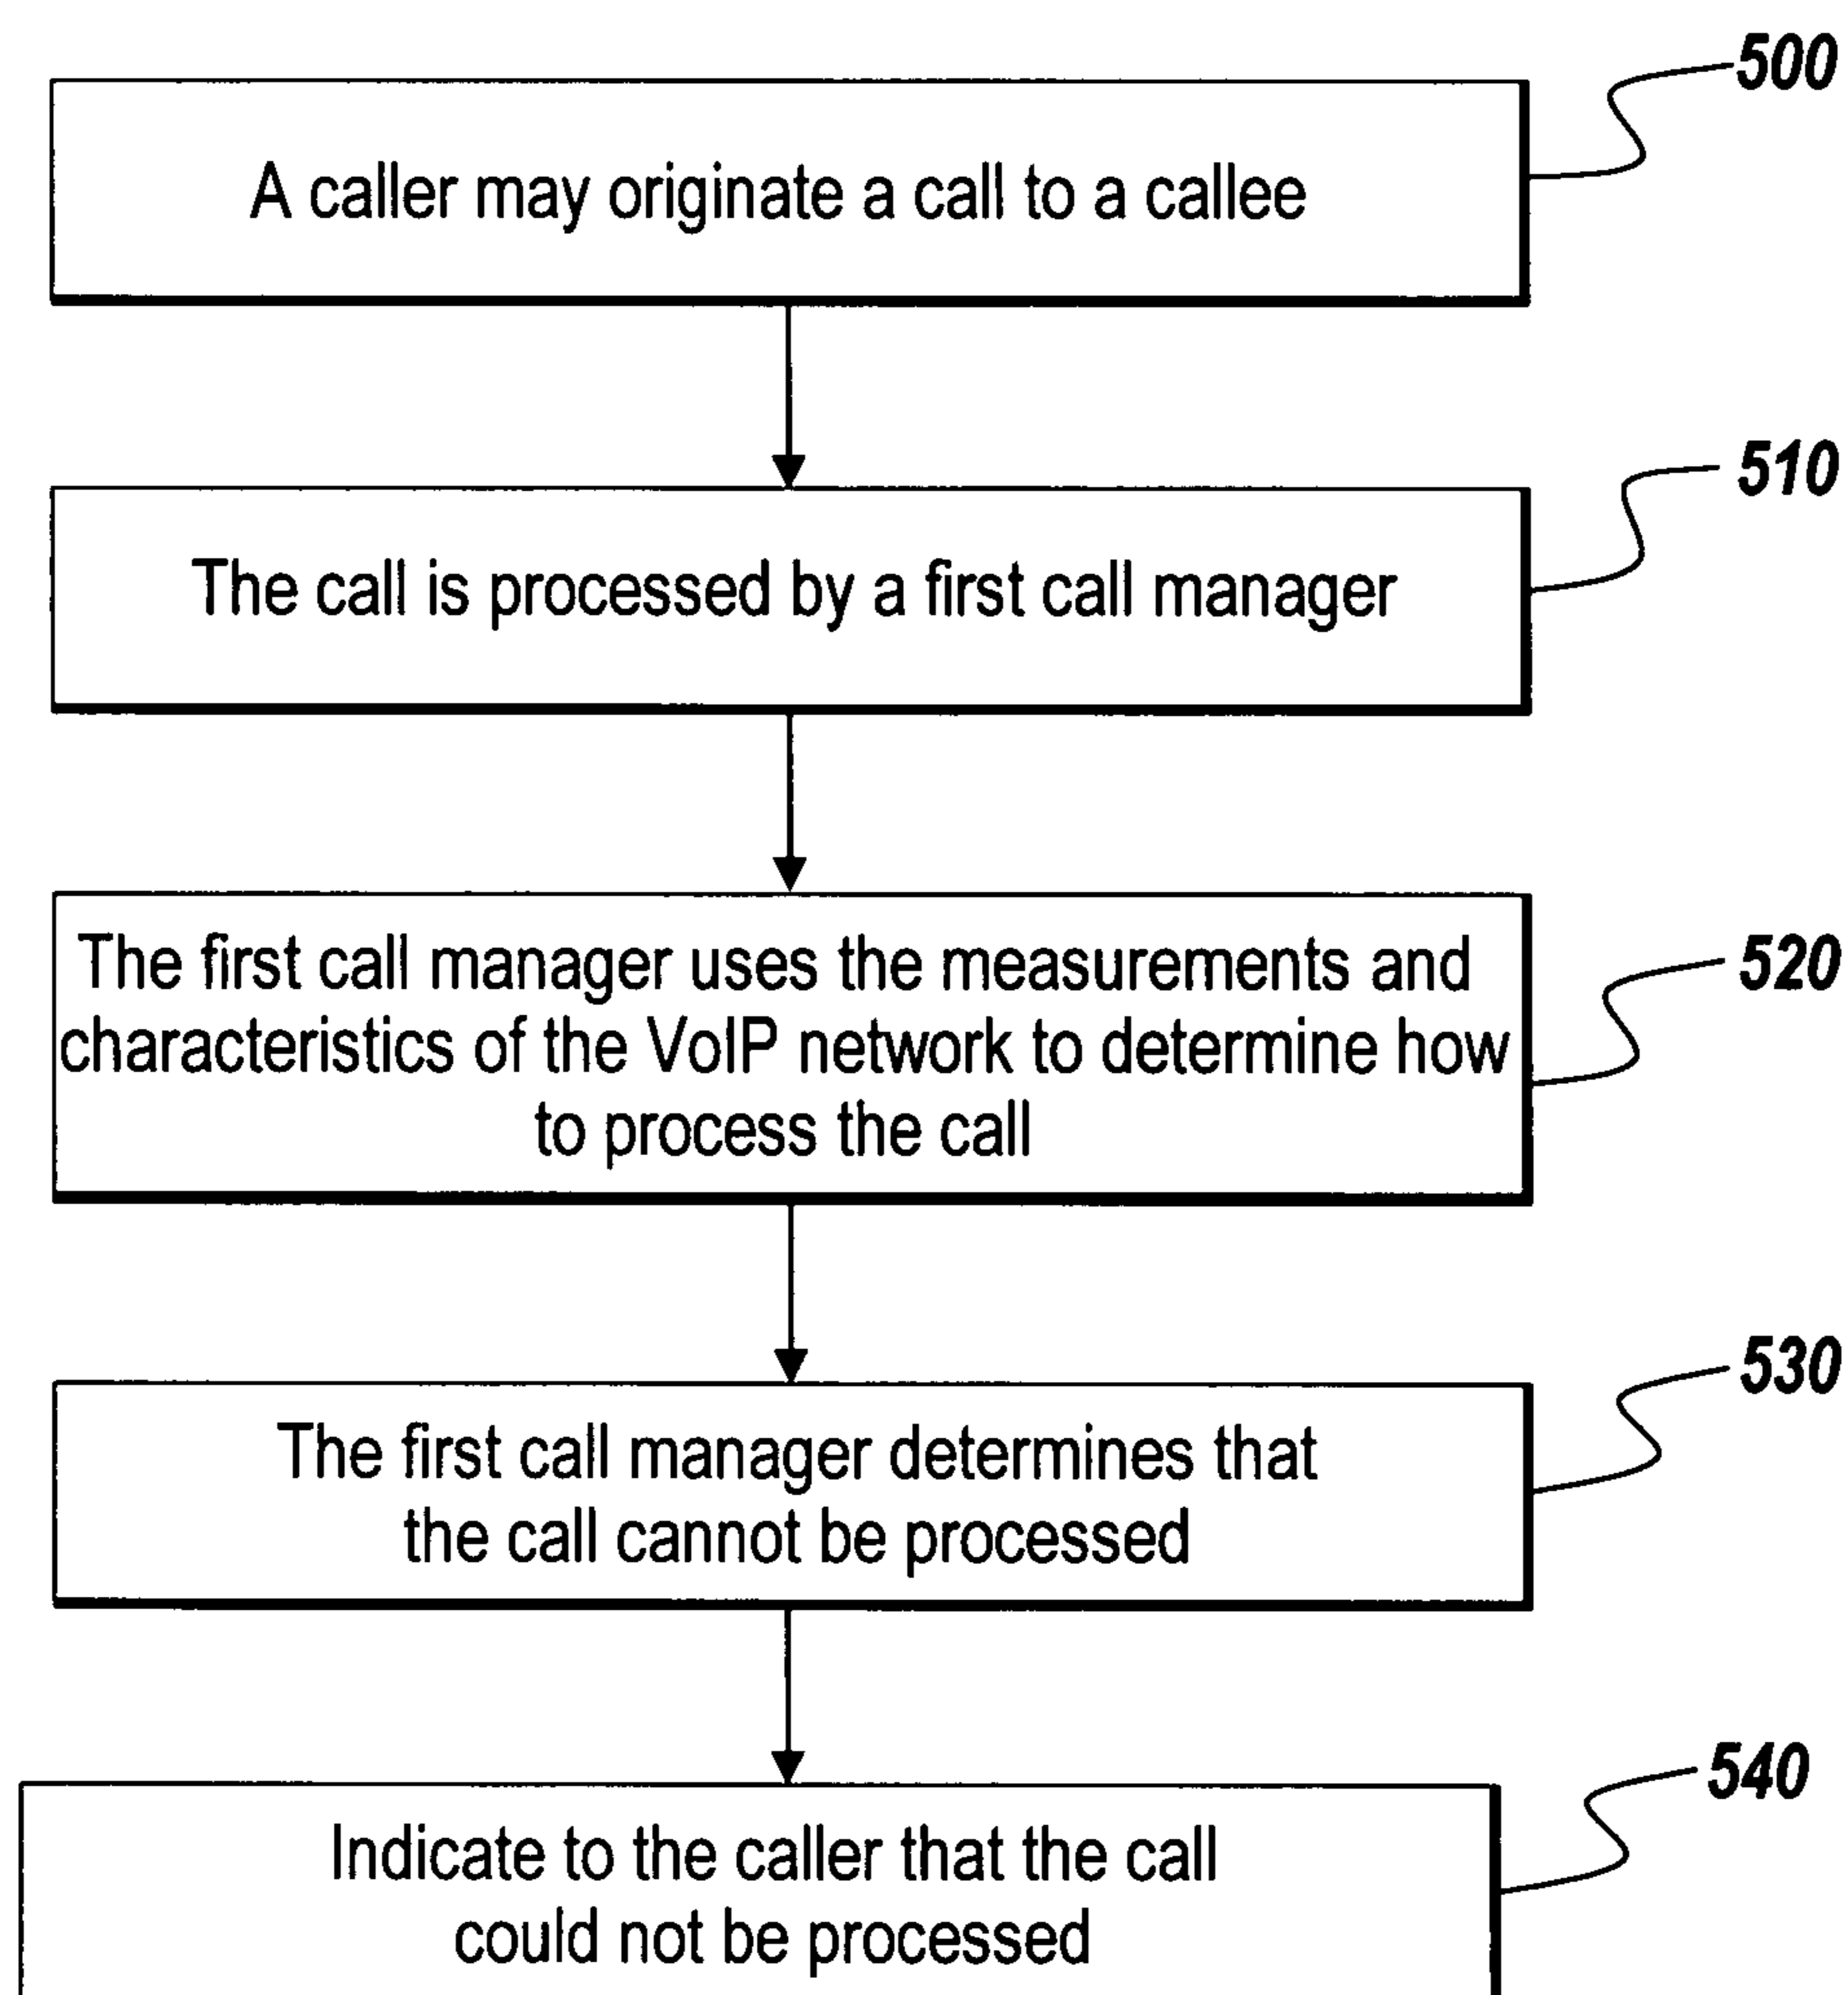 500
A caller may originate a call to a callee
510
The call is processed by a first call manager
520
The first call manager uses the measurements and
characteristics of the VoIP network to determine how
to process the call
530
The first call manager determines that
the call cannot be processed
540
Indicate to the caller that the call
could not be processed